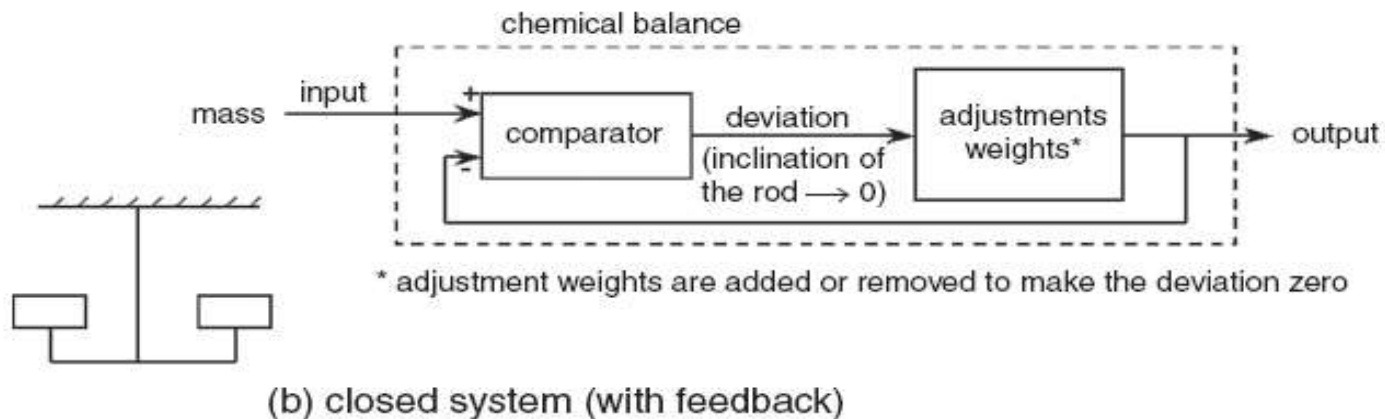 chemical balance
mass
input
+
-
comparator
deviation
(inclination of
the rod → 0)
adjustments
weights*
output
* adjustment weights are added or removed to make the deviation zero
(b) closed system (with feedback)